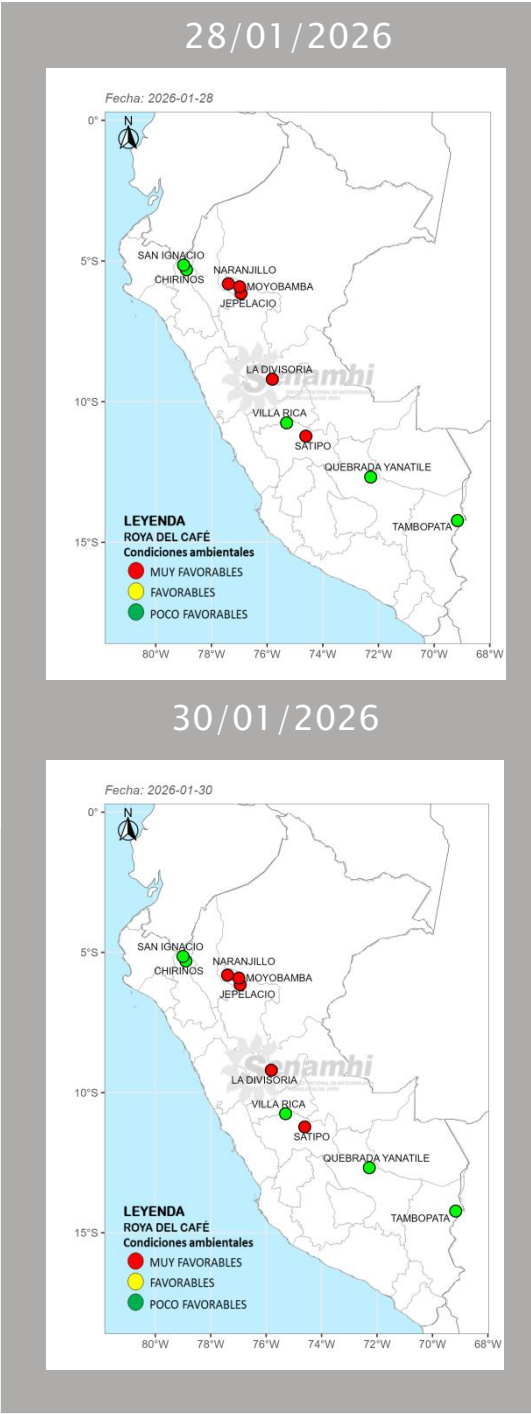 28/01/2026
Fecha: 2026-01-28
N
0°
5°S
10°S
15°S
SAN IGNACIO
CHIRINOS
NARANJILLO
MOYOBAMBA
JEPELACIO
LA DIVISORIA
Senamhi
VILLA RICA
SATIPO
QUEBRADA YANATILE
TAMBOPATA
LEYENDA
ROYA DEL CAFÉ
Condiciones ambientales
MUY FAVORABLES
FAVORABLES
POCO FAVORABLES
80°W 78°W 76°W 74°W 72°W 70°W 68°W
30/01/2026
Fecha: 2026-01-30
N
0°
5°S
10°S
15°S
SAN IGNACIO
CHIRINOS
NARANJILLO
MOYOBAMBA
JEPELACIO
Senamhi
LA DIVISORIA
VILLA RICA
SATIPO
QUEBRADA YANATILE
TAMBOPATA
LEYENDA
ROYA DEL CAFÉ
Condiciones ambientales
MUY FAVORABLES
FAVORABLES
POCO FAVORABLES
80°W 78°W 76°W 74°W 72°W 70°W 68°W